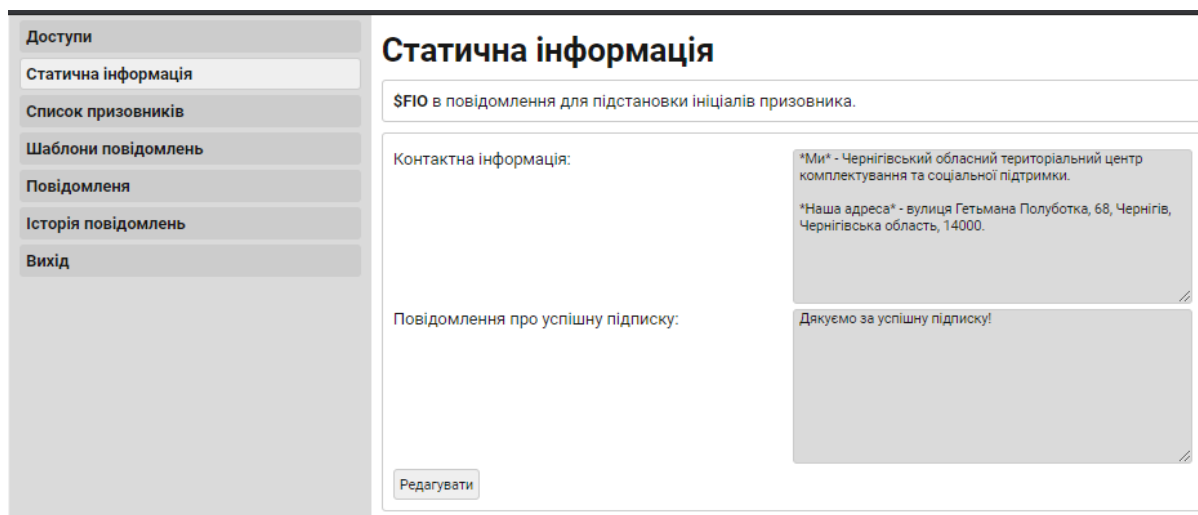 Доступи
Статична інформація
Список призовників
Шаблони повідомлень
Повідомленя
Історія повідомлень
Вихід
Статична інформація
$FIO в повідомлення для підстановки ініціалів призовника.
Контактна інформація:
*Ми* - Чернігівський обласний територіальний центр
комплектування та соціальної підтримки.
*Наша адреса* - вулиця Гетьмана Полуботка, 68, Чернігів,
Чернігівська область, 14000.
Повідомлення про успішну підписку:
Дякуємо за успішну підписку!
Редагувати